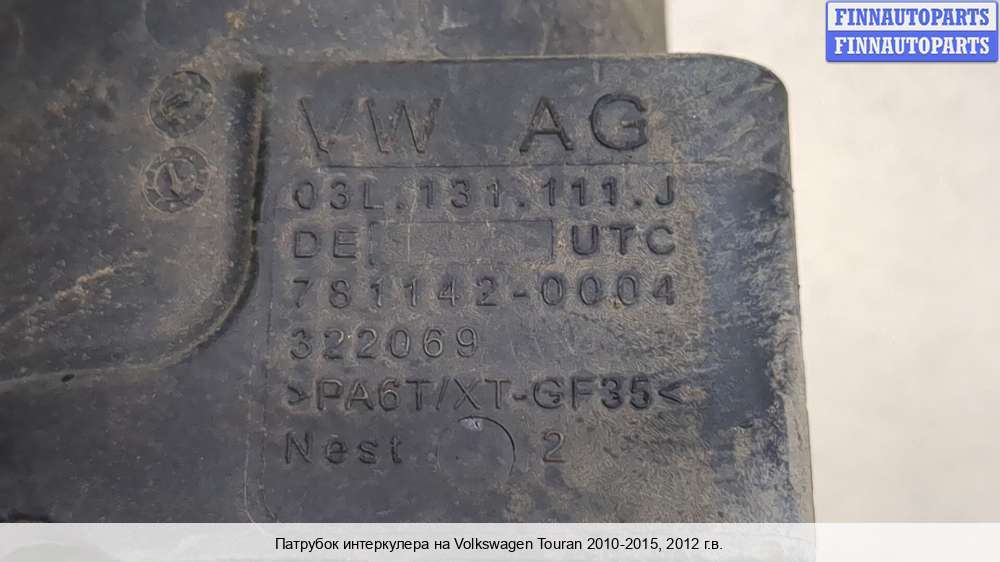 FINNAUTOPARTS
FINNAUTOPARTS
VW AG
03L.131.111.J
DE UTC
781142-0004
322069
>PA6T/XT-GF35<
Nest 2
Патрубок интеркулера на Volkswagen Touran 2010-2015, 2012 г.в.